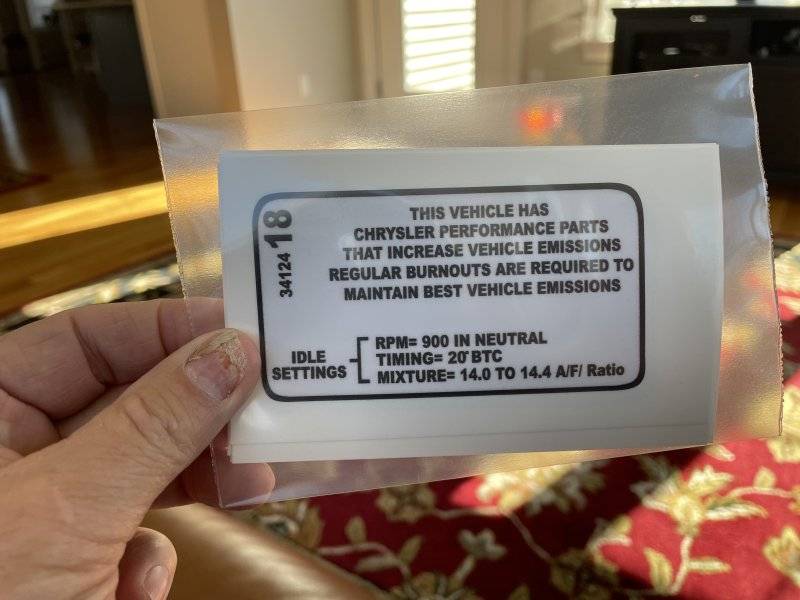 34124 18
THIS VEHICLE HAS
CHRYSLER PERFORMANCE PARTS
THAT INCREASE VEHICLE EMISSIONS
REGULAR BURNOUTS ARE REQUIRED TO
MAINTAIN BEST VEHICLE EMISSIONS
IDLE
SETTINGS
RPM= 900 IN NEUTRAL
TIMING= 20° BTC
MIXTURE= 14.0 TO 14.4 A/F/ Ratio